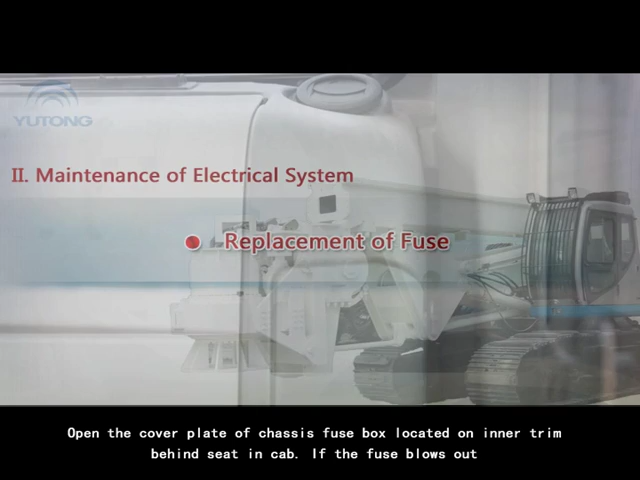 YUTONG
II. Maintenance of Electrical System
Replacement of Fuse
Open the cover plate of chassis fuse box located on inner trim
behind seat in cab. If the fuse blows out